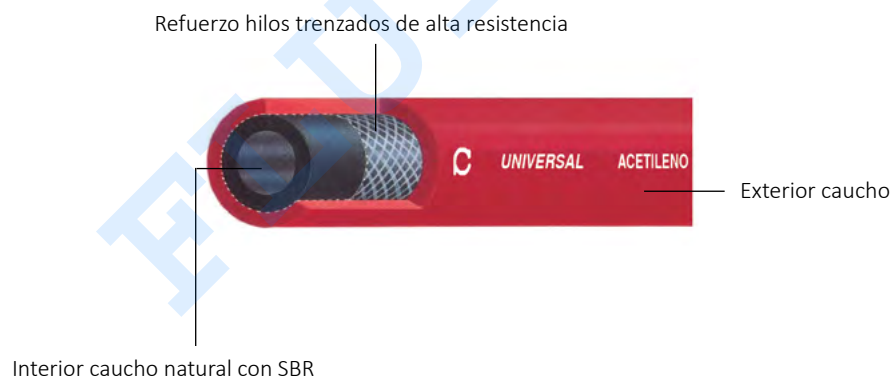 Refuerzo hilos trenzados de alta resistencia
UNIVERSAL ACETILENO
Exterior caucho
Interior caucho natural con SBR